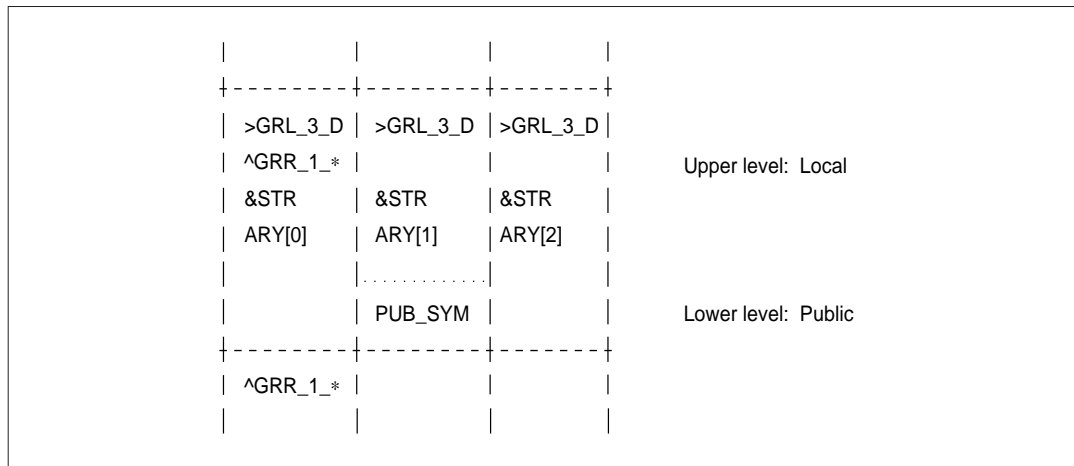 | | | |
+ - - - - - - - - + - - - - - - - - + - - - - - - - +
| >GRL_3_D | >GRL_3_D | >GRL_3_D |
| ^GRR_1_* | | | Upper level: Local
| &STR | &STR | &STR |
| ARY[0] | ARY[1] | ARY[2] |
| |. . . . . . . . . . . . .| |
| | PUB_SYM | | Lower level: Public
+ - - - - - - - - + - - - - - - - - + - - - - - - - +
| ^GRR_1_* | | |
| | | |